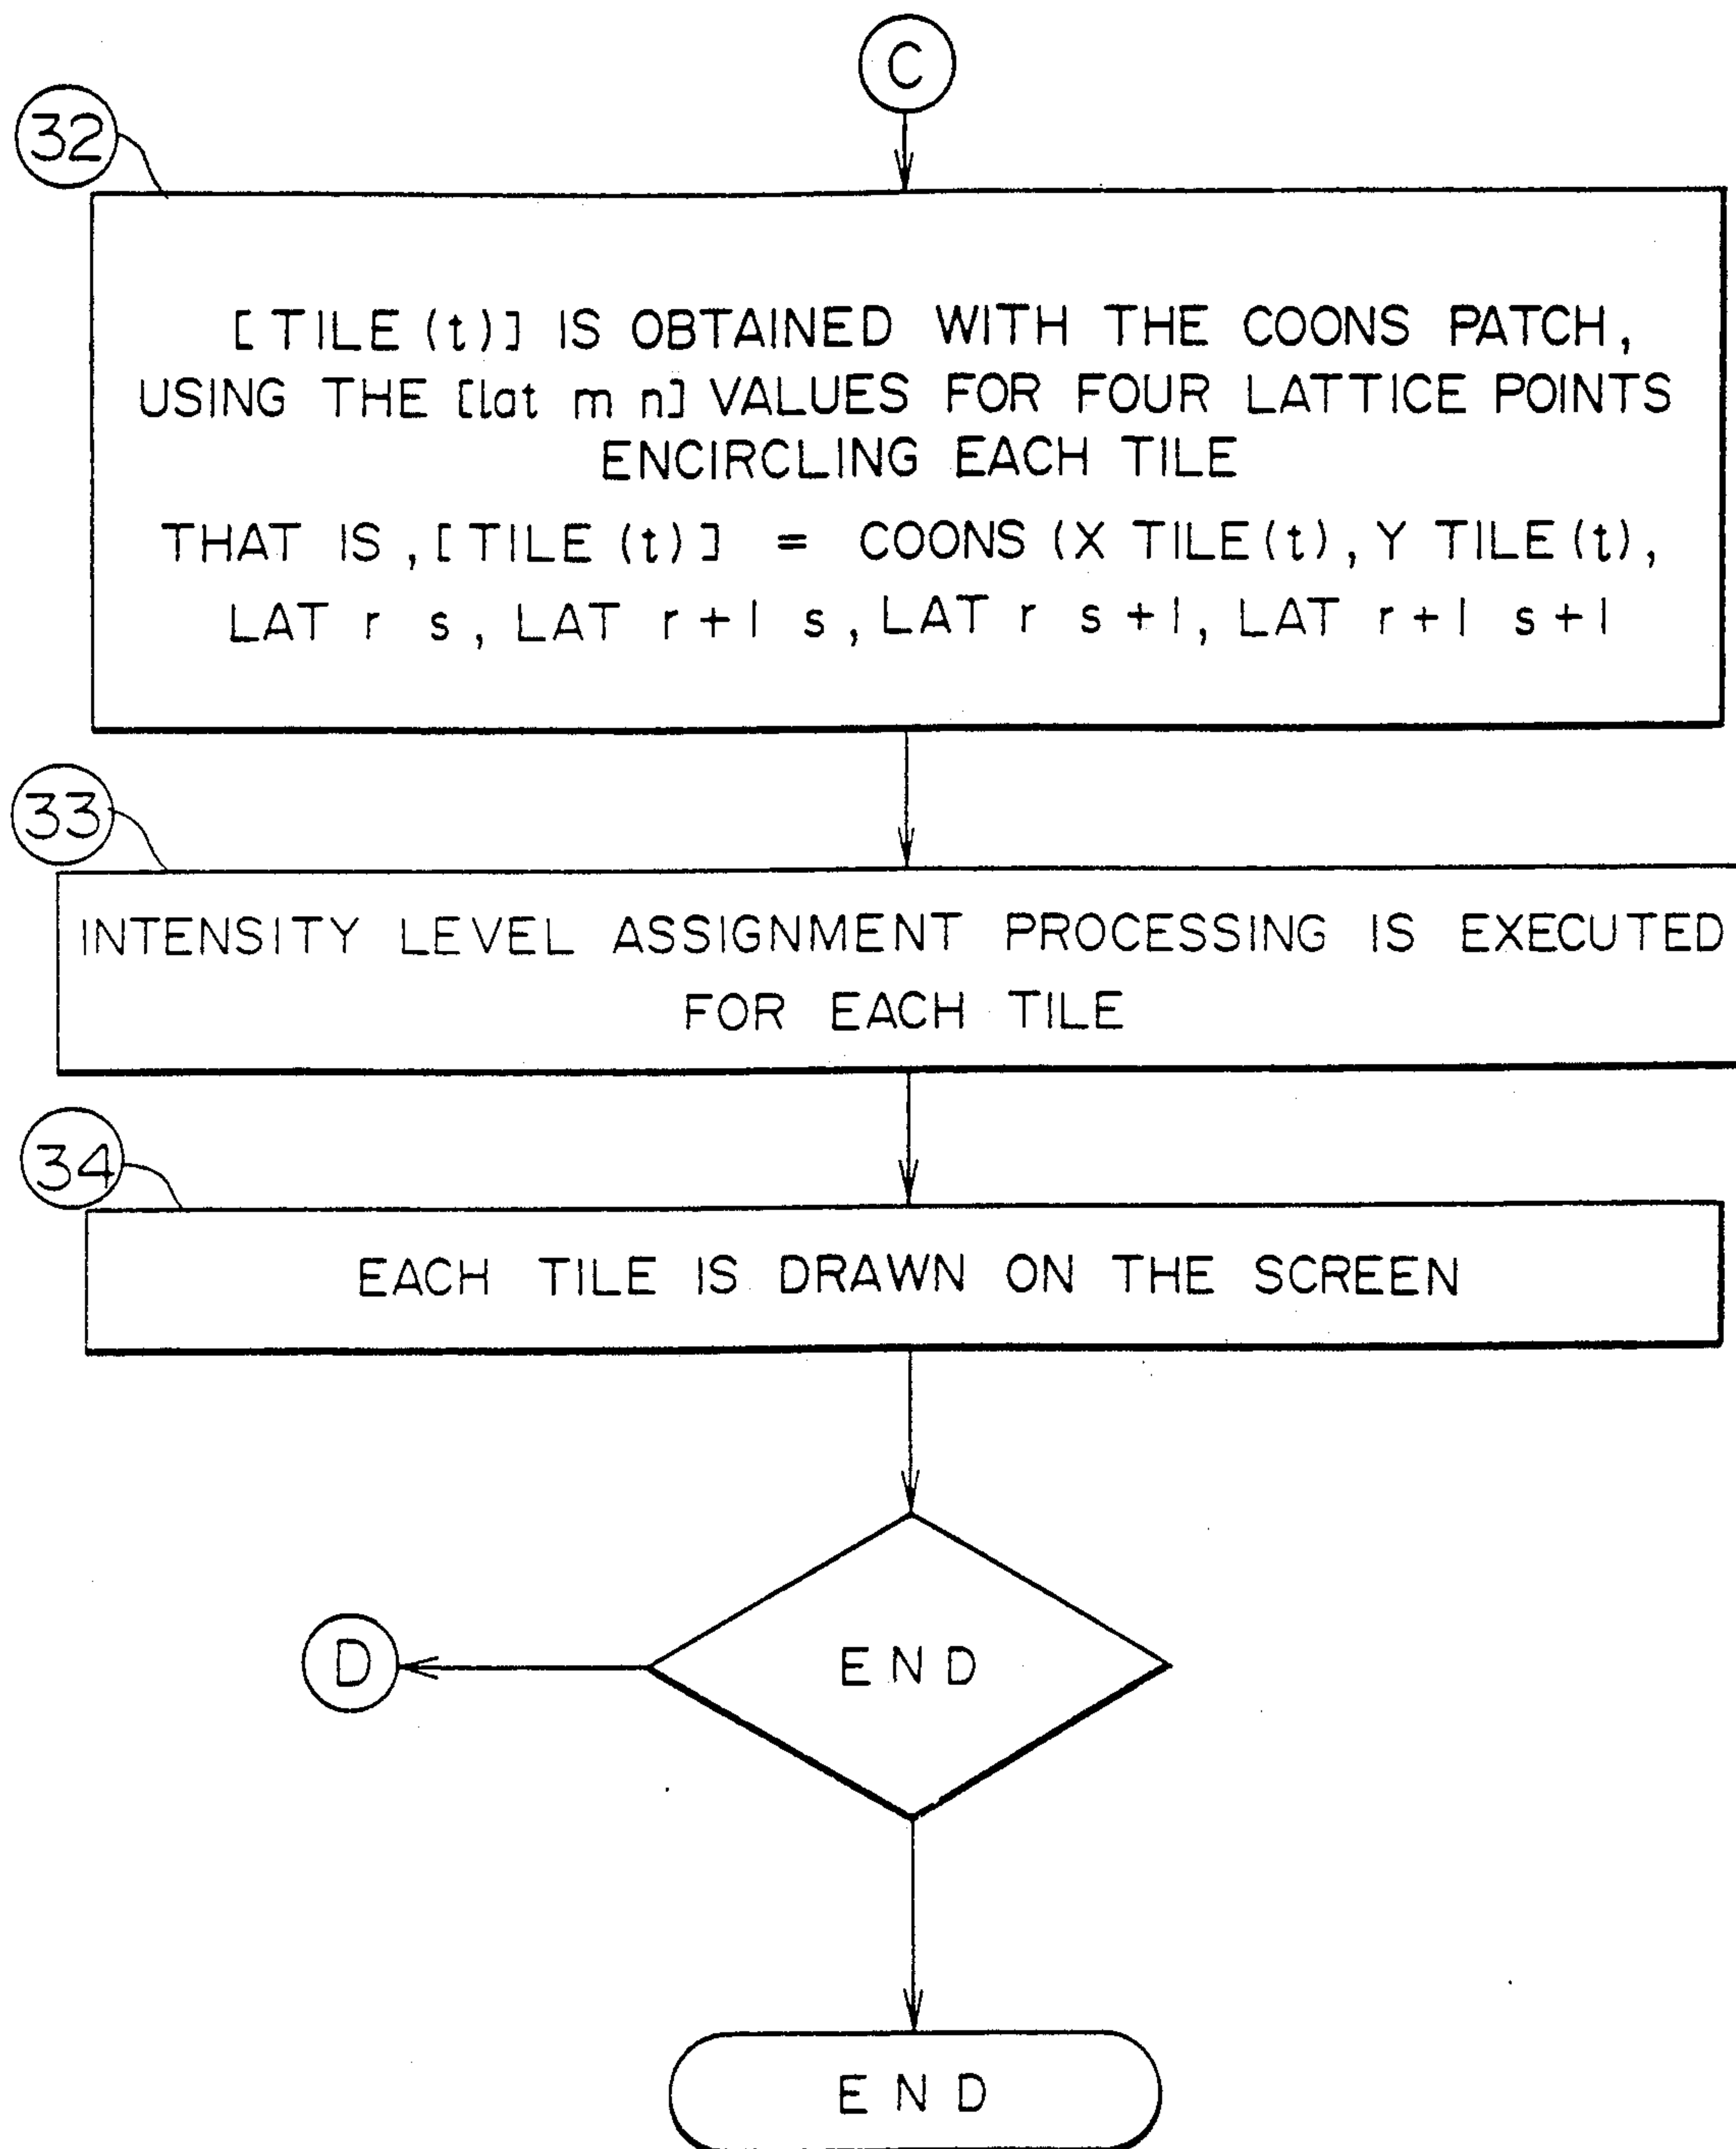 C
32
[TILE (t)] IS OBTAINED WITH THE COONS PATCH,
USING THE [lat m n] VALUES FOR FOUR LATTICE POINTS
ENCIRCLING EACH TILE
THAT IS, [TILE (t)] = COONS (X TILE(t), Y TILE(t),
LAT r s, LAT r+1 s, LAT r s+1, LAT r+1 s+1
33
INTENSITY LEVEL ASSIGNMENT PROCESSING IS EXECUTED
FOR EACH TILE
34
EACH TILE IS DRAWN ON THE SCREEN
D
END
END